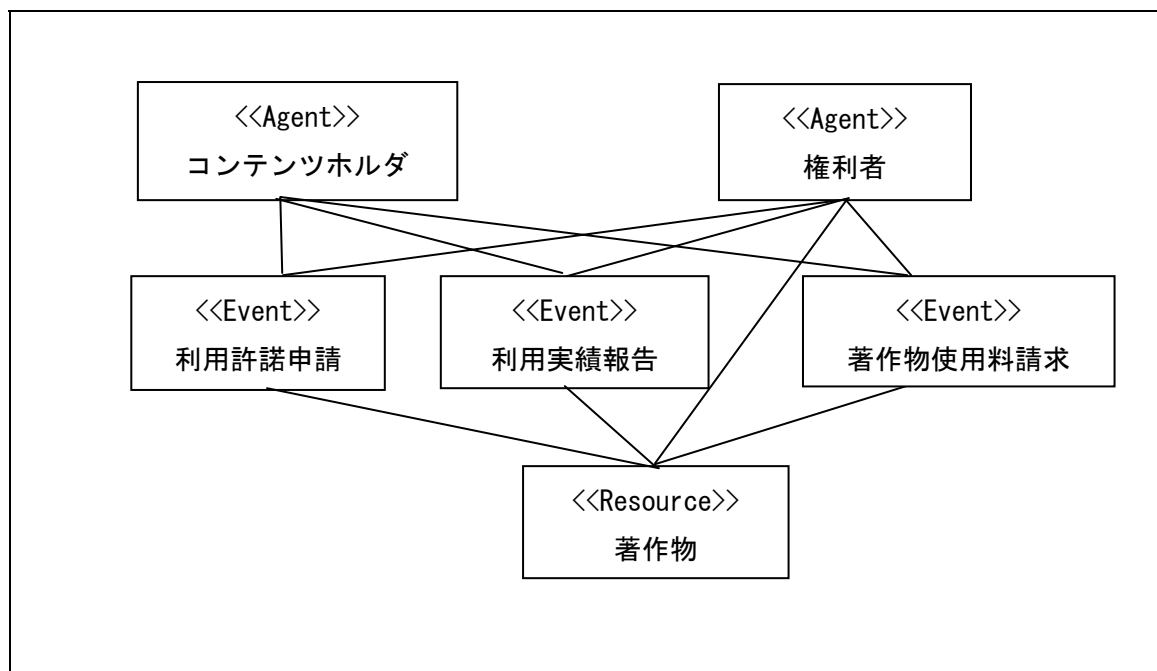 <<Agent>>
コンテンツホルダ
<<Agent>>
権利者
<<Event>>
利用許諾申請
<<Event>>
利用実績報告
<<Event>>
著作物使用料請求
<<Resource>>
著作物